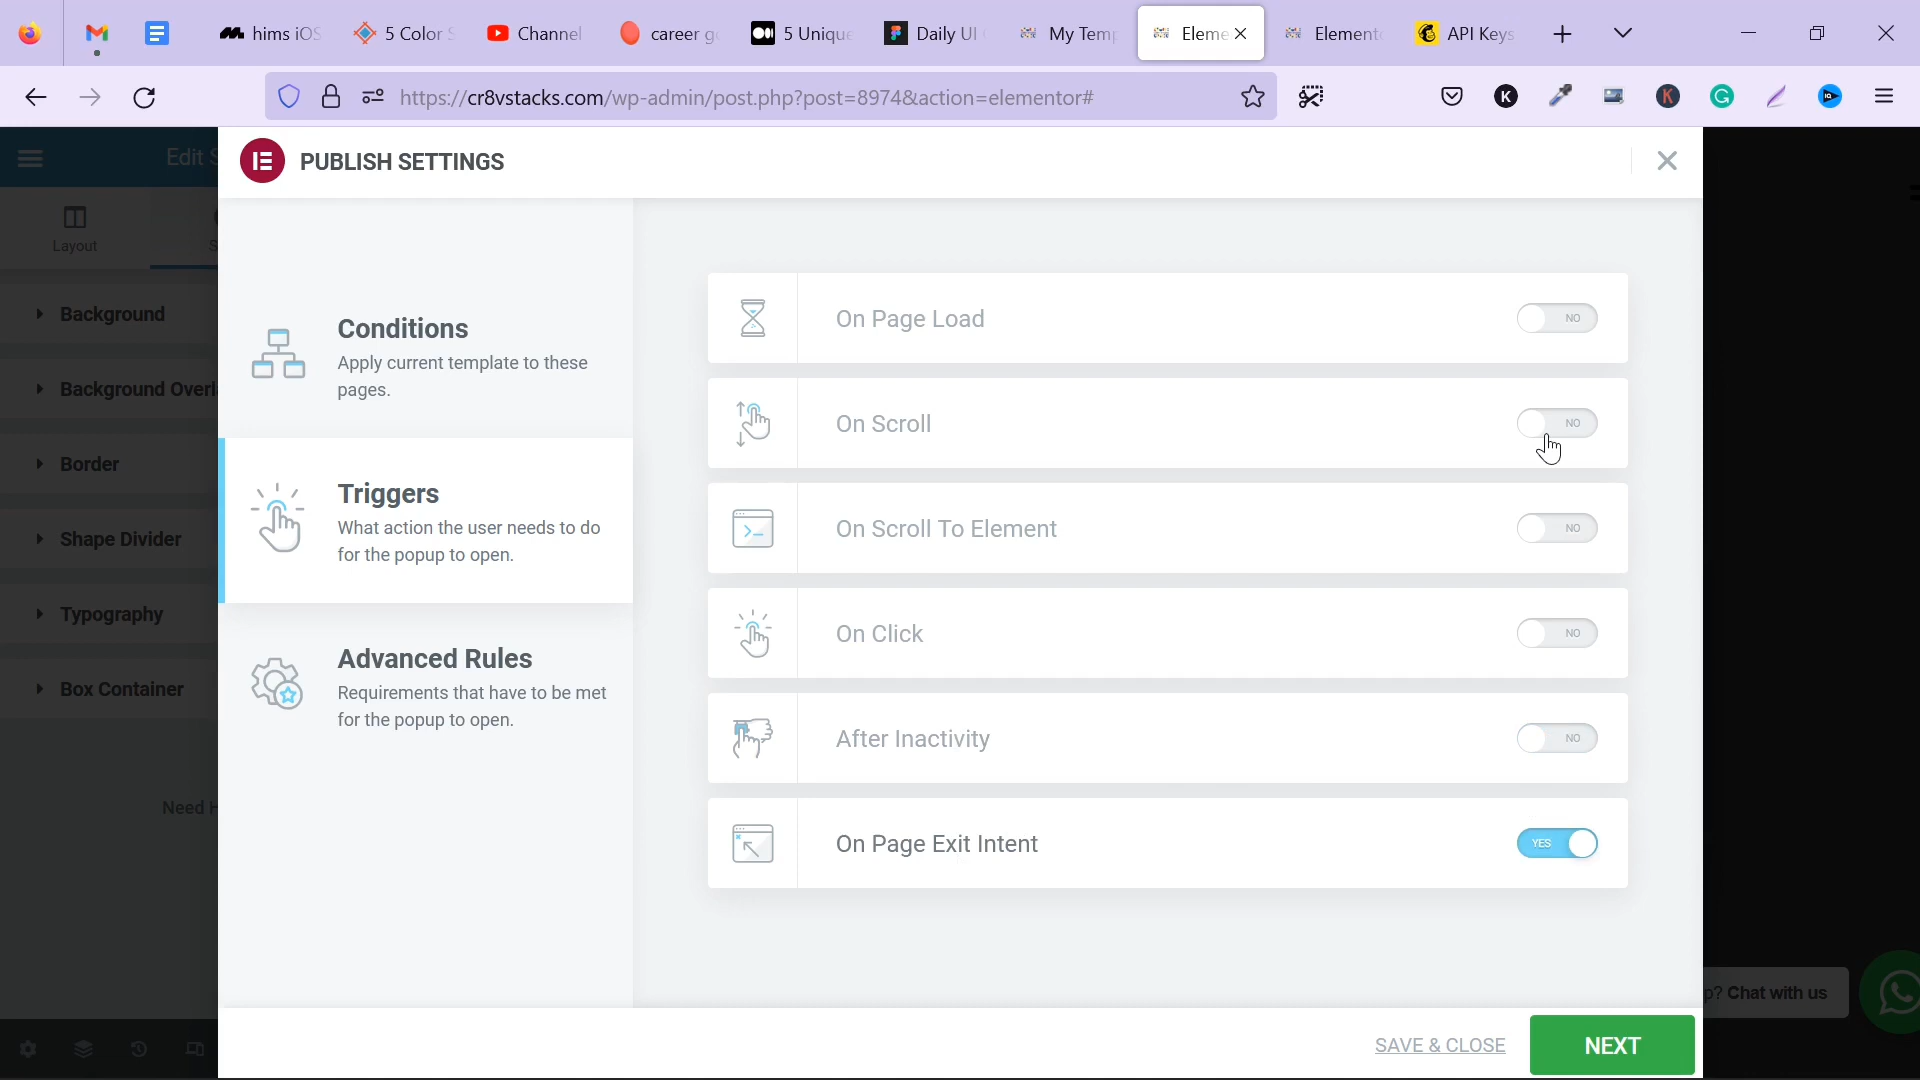 hims iOS
5 Color S
Channel
career g
5 Unique
Daily UI
My Temp
Eleme
Element
API Keys
https://cr8vstacks.com/wp-admin/post.php?post=8974&action=elementor#
Edit S
PUBLISH SETTINGS
Layout
S
Background
Background Overl
Border
Shape Divider
Typography
Box Container
Need H
Conditions
Apply current template to these
pages.
Triggers
What action the user needs to do
for the popup to open.
Advanced Rules
Requirements that have to be met
for the popup to open.
On Page Load
NO
On Scroll
NO
On Scroll To Element
NO
On Click
NO
After Inactivity
NO
On Page Exit Intent
YES
p? Chat with us
SAVE & CLOSE
NEXT